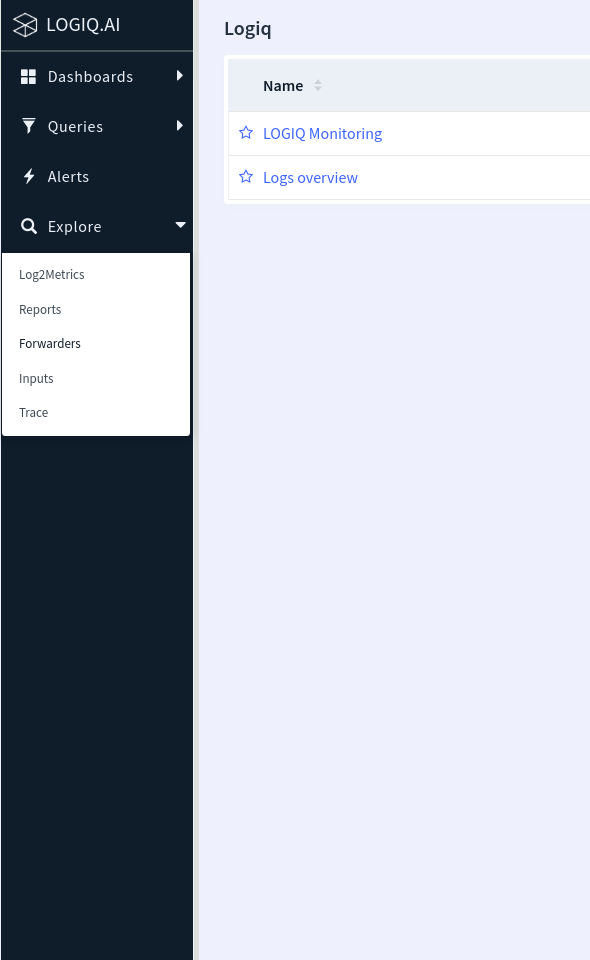 LOGIQ.AI
Dashboards
Queries
Alerts
Explore
Log2Metrics
Reports
Forwarders
Inputs
Trace
Logiq
Name
LOGIQ Monitoring
Logs overview